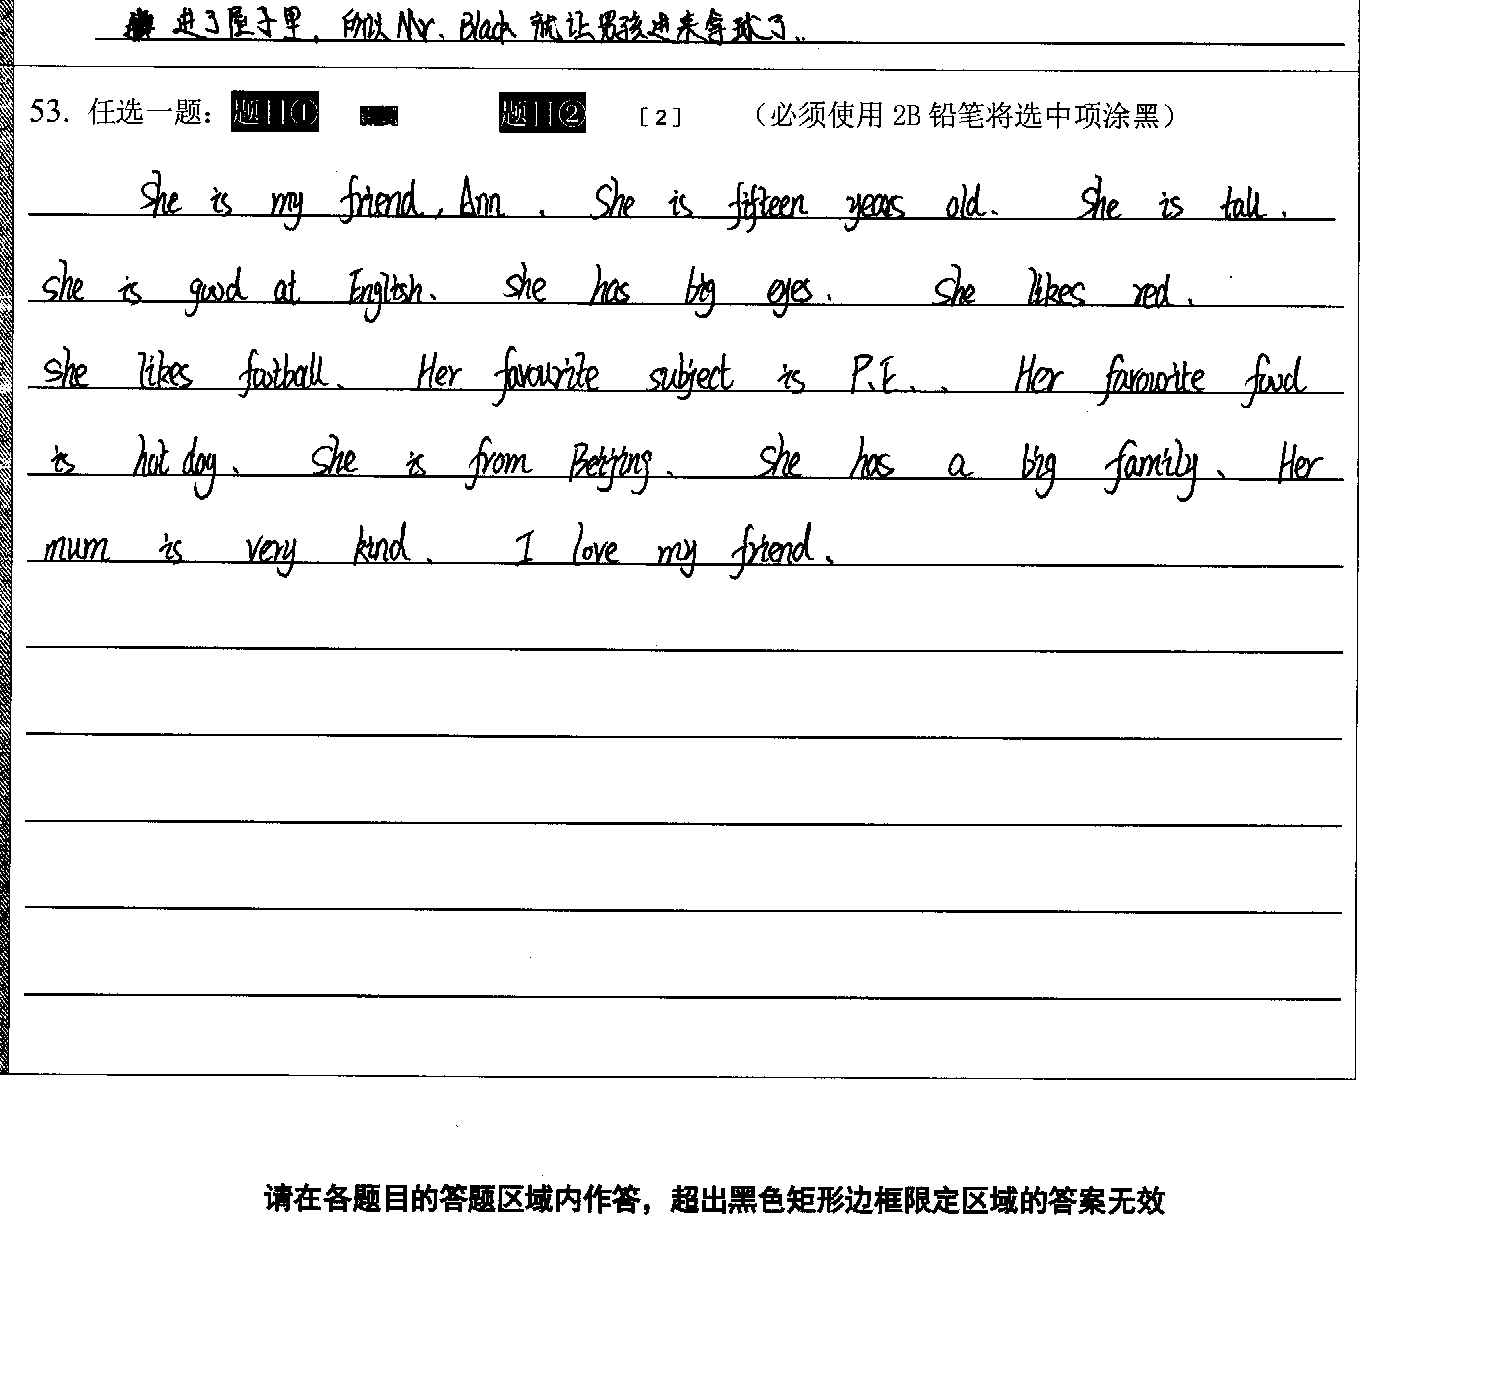 进了屋子里，所以 Mr. Black 就让男孩进来拿球了.
53. 任选一题： 题目① 题目② [2] （必须使用 2B 铅笔将选中项涂黑）
She is my friend, Ann. She is fifteen years old. She is tall.
she is good at English. She has big eyes. She likes red.
She likes football. Her favourite subject is P.E.. Her favourite food
is hot dog. She is from Beijing. She has a big family. Her
mum is very kind. I love my friend.
请在各题目的答题区域内作答，超出黑色矩形边框限定区域的答案无效